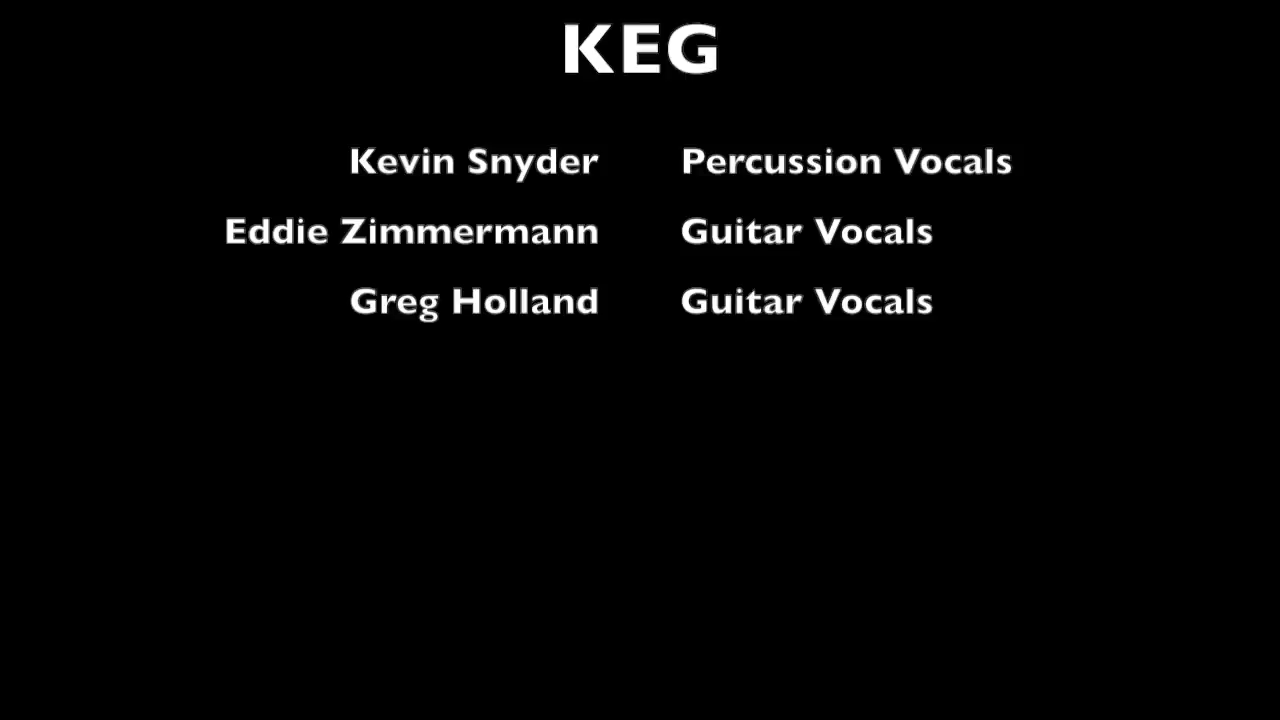 KEG
Kevin Snyder Percussion Vocals
Eddie Zimmermann Guitar Vocals
Greg Holland Guitar Vocals